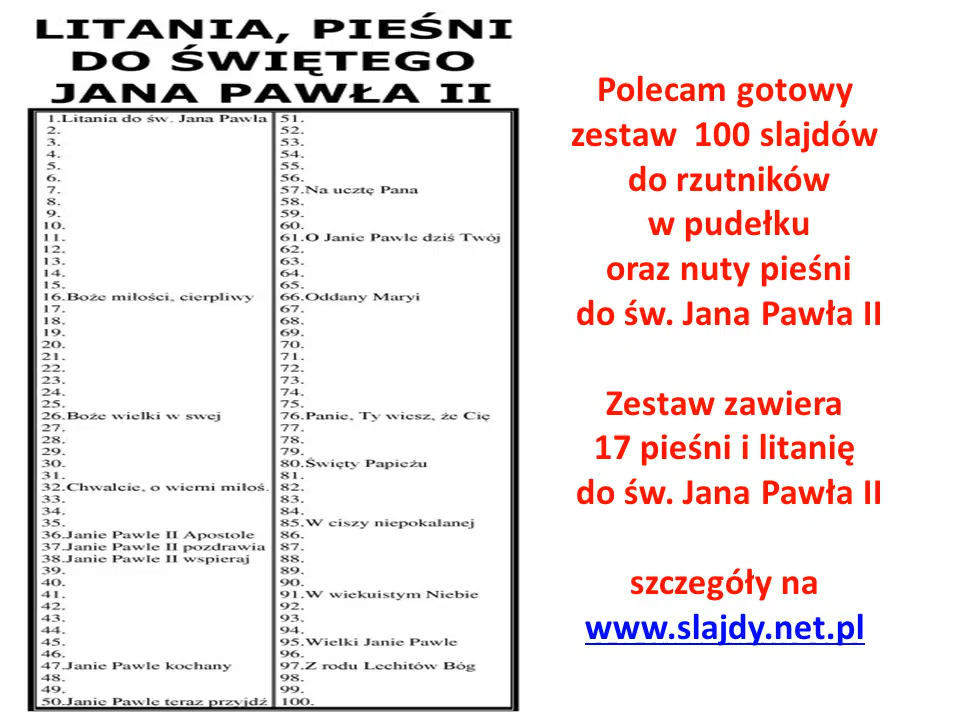 LITANIA, PIEŚNI
DO ŚWIĘTEGO
JANA PAWŁA II
1.Litania do św. Jana Pawła
2.
3.
4.
5.
6.
7.
8.
9.
10.
11.
12.
13.
14.
15.
16.Boże miłości, cierpliwy
17.
18.
19.
20.
21.
22.
23.
24.
25.
26.Boże wielki w swej
27.
28.
29.
30.
31.
32.Chwalcie, o wierni miłoś.
33.
34.
35.
36.Janie Pawle II Apostole
37.Janie Pawle II pozdrawia
38.Janie Pawle II wspieraj
39.
40.
41.
42.
43.
44.
45.
46.
47.Janie Pawle kochany
48.
49.
50.Janie Pawle teraz przyjdź
51.
52.
53.
54.
55.
56.
57.Na ucztę Pana
58.
59.
60.
61.O Janie Pawle dziś Twój
62.
63.
64.
65.
66.Oddany Maryi
67.
68.
69.
70.
71.
72.
73.
74.
75.
76.Panie, Ty wiesz, że Cię
77.
78.
79.
80.Święty Papieżu
81.
82.
83.
84.
85.W ciszy niepokalanej
86.
87.
88.
89.
90.
91.W wiekuistym Niebie
92.
93.
94.
95.Wielki Janie Pawle
96.
97.Z rodu Lechitów Bóg
98.
99.
100.
Polecam gotowy
zestaw 100 slajdów
do rzutników
w pudełku
oraz nuty pieśni
do św. Jana Pawła II
Zestaw zawiera
17 pieśni i litanię
do św. Jana Pawła II
szczegóły na
www.slajdy.net.pl